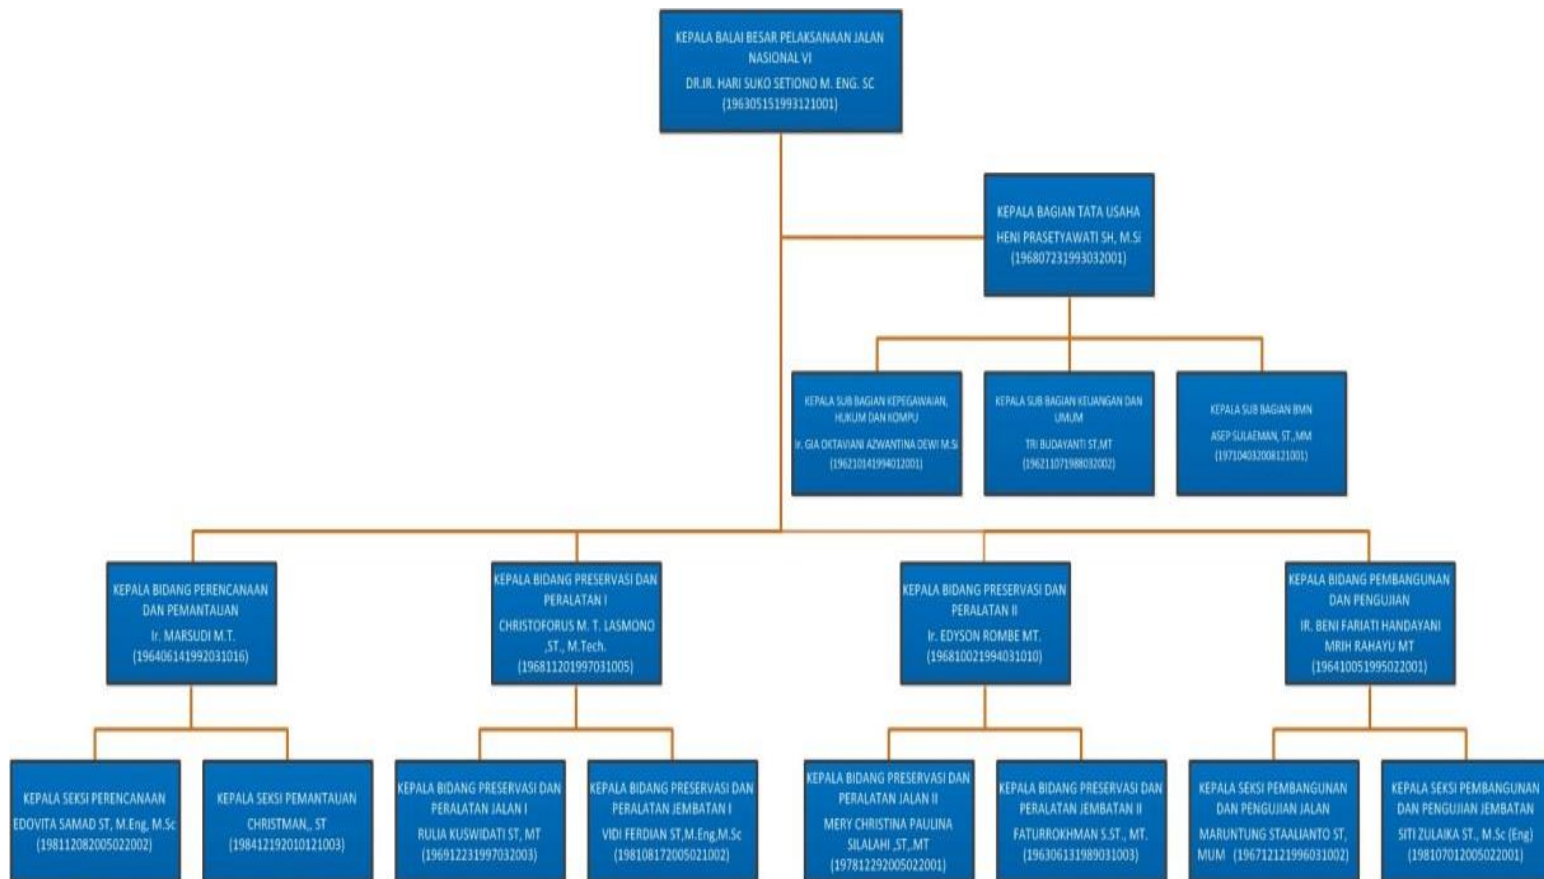 KEPALA BALAI BESAR PELAKSANAAN JALAN
NASIONAL VI
DR.IR. HARI SUKO SETIONO M. ENG. SC
(196305151993121001)
KEPALA BAGIAN TATA USAHA
HENI PRASETYAWATI SH, M.Si
(196807231993032001)
KEPALA SUB BAGIAN KEPEGAWAIAN,
HUKUM DAN KOMPU
Ir. GIA OKTAVIANI AZWANTINA DEWI M.Si
(196210141994012001)
KEPALA SUB BAGIAN KEUANGAN DAN
UMUM
TRI BUDAYANTI ST,MT
(196211071988032002)
KEPALA SUB BAGIAN BMN
ASEP SULAEMAN, ST.,MM
(197104032008121001)
KEPALA BIDANG PERENCANAAN
DAN PEMANTAUAN
Ir. MARSUDI M.T.
(196406141992031016)
KEPALA BIDANG PRESERVASI DAN
PERALATAN I
CHRISTOFORUS M. T. LASMONO
,ST., M.Tech.
(196811201997031005)
KEPALA BIDANG PRESERVASI DAN
PERALATAN II
Ir. EDYSON ROMBE MT.
(196810021994031010)
KEPALA BIDANG PEMBANGUNAN
DAN PENGUJIAN
IR. BENI FARIATI HANDAYANI
MRIH RAHAYU MT
(196410051995022001)
KEPALA SEKSI PERENCANAAN
EDOVITA SAMAD ST, M.Eng, M.Sc
(198112082005022002)
KEPALA SEKSI PEMANTAUAN
CHRISTMAN,, ST
(198412192010121003)
KEPALA BIDANG PRESERVASI DAN
PERALATAN JALAN I
RULIA KUSWIDATI ST, MT
(196912231997032003)
KEPALA BIDANG PRESERVASI DAN
PERALATAN JEMBATAN I
VIDI FERDIAN ST,M.Eng,M.Sc
(198108172005021002)
KEPALA BIDANG PRESERVASI DAN
PERALATAN JALAN II
MERY CHRISTINA PAULINA
SILALAHI ,ST,.MT
(197812292005022001)
KEPALA BIDANG PRESERVASI DAN
PERALATAN JEMBATAN II
FATURROKHMAN S.ST., MT.
(196306131989031003)
KEPALA SEKSI PEMBANGUNAN
DAN PENGUJIAN JALAN
MARUNTUNG STAALIANTO ST,
MUM (196712121996031002)
KEPALA SEKSI PEMBANGUNAN
DAN PENGUJIAN JEMBATAN
SITI ZULAIKA ST., M.Sc (Eng)
(198107012005022001)